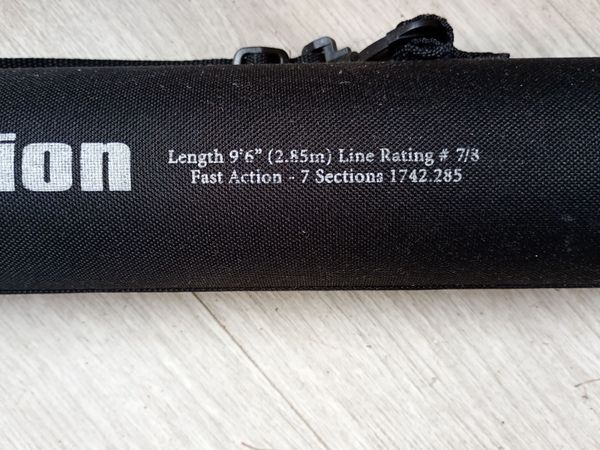 ion
Length 9'6" (2.85m) Line Rating # 7/8
Fast Action - 7 Sections 1742.285